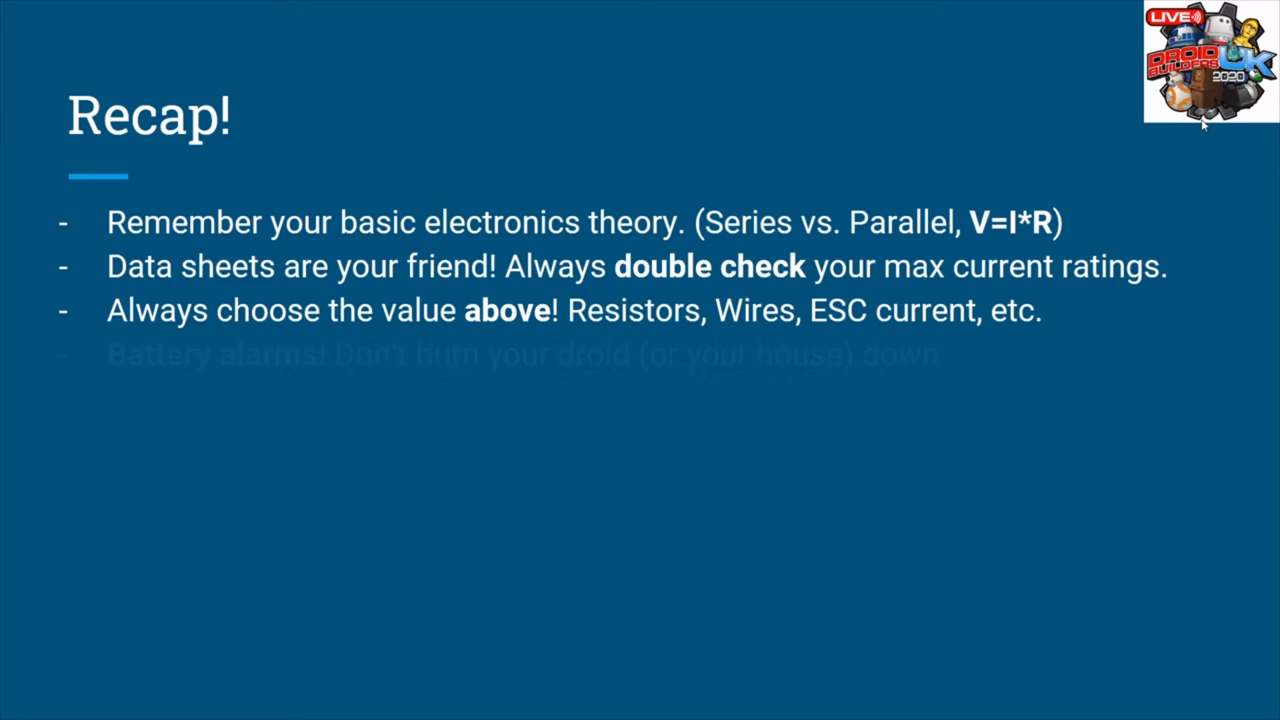 LIVE
DROID
BUILDERS
UK
2020
Recap!
- Remember your basic electronics theory. (Series vs. Parallel, V=I*R)
- Data sheets are your friend! Always double check your max current ratings.
- Always choose the value above! Resistors, Wires, ESC current, etc.
- Battery alarms! Don't burn your droid (or your house) down